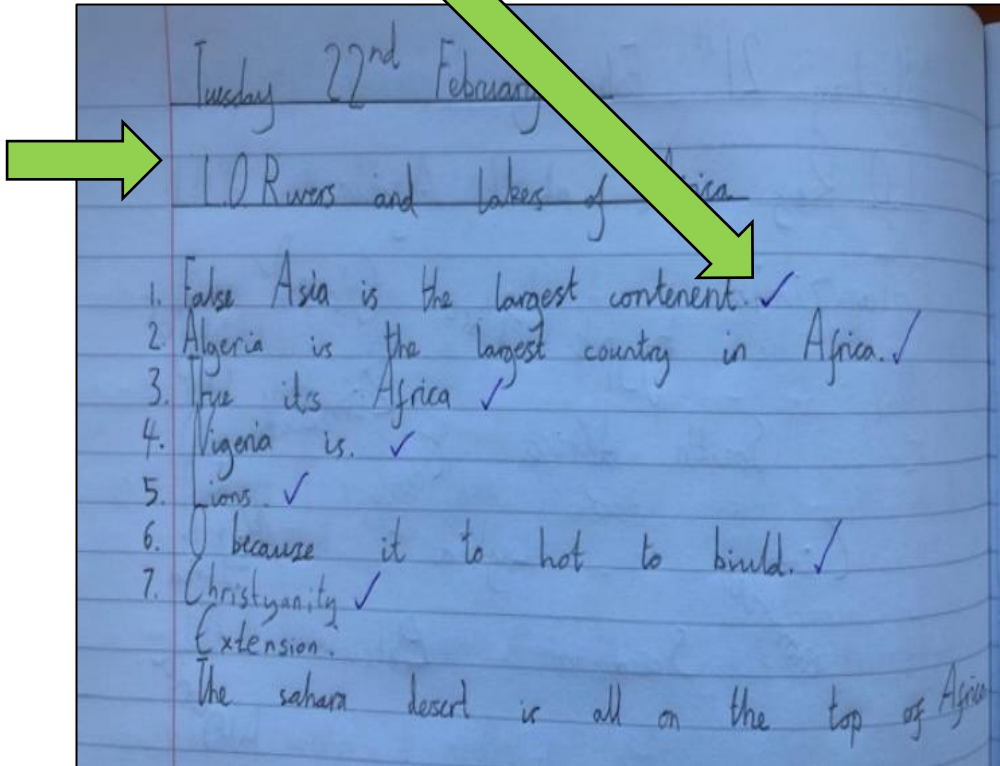 Tuesday 22nd February
L.O Rivers and lakes of Africa
1. False Asia is the largest contenent. ✓
2 Algeria is the largest country in Africa. ✓
3. True it's Africa ✓
4. Nigeria is. ✓
5. Lions. ✓
6. 0 because it to hot to biuld. ✓
7. Christyanity ✓
Extension.
The sahara desert is all on the top of Africa